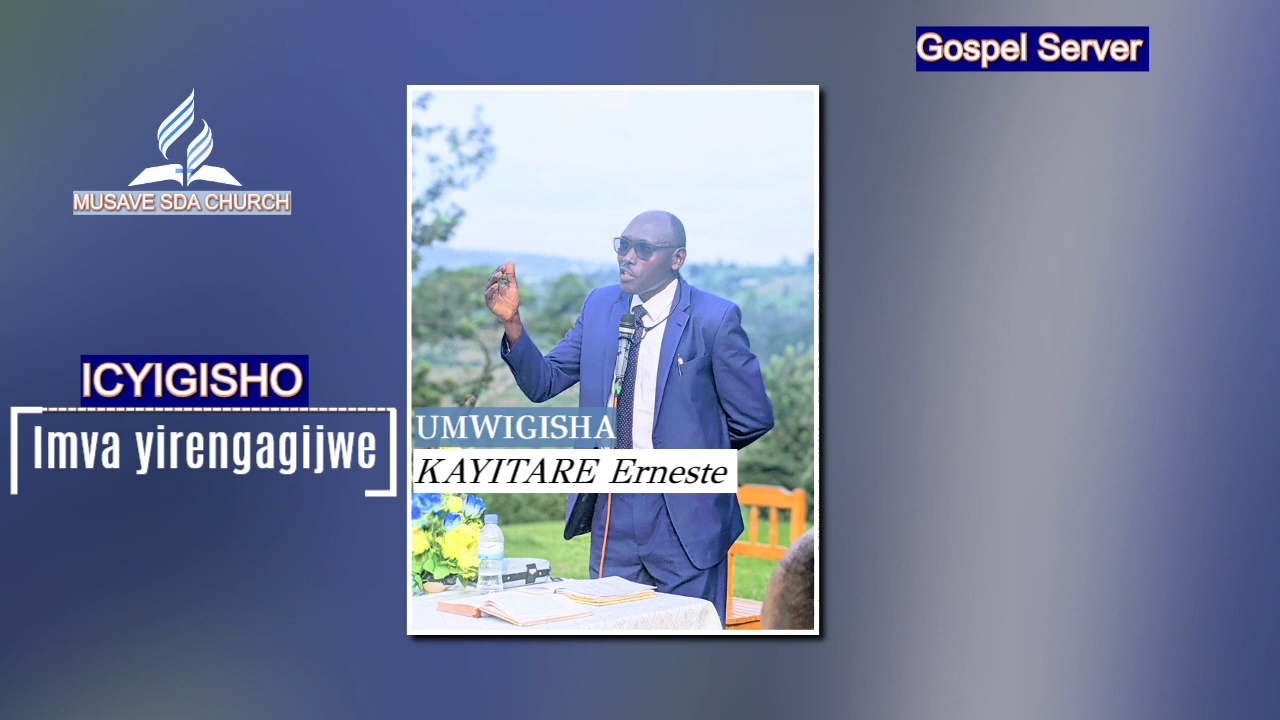 Gospel Server
MUSAVE SDA CHURCH
ICYIGISHO
Imva yirengagijwe
UMWIGISHA
KAYITARE Erneste